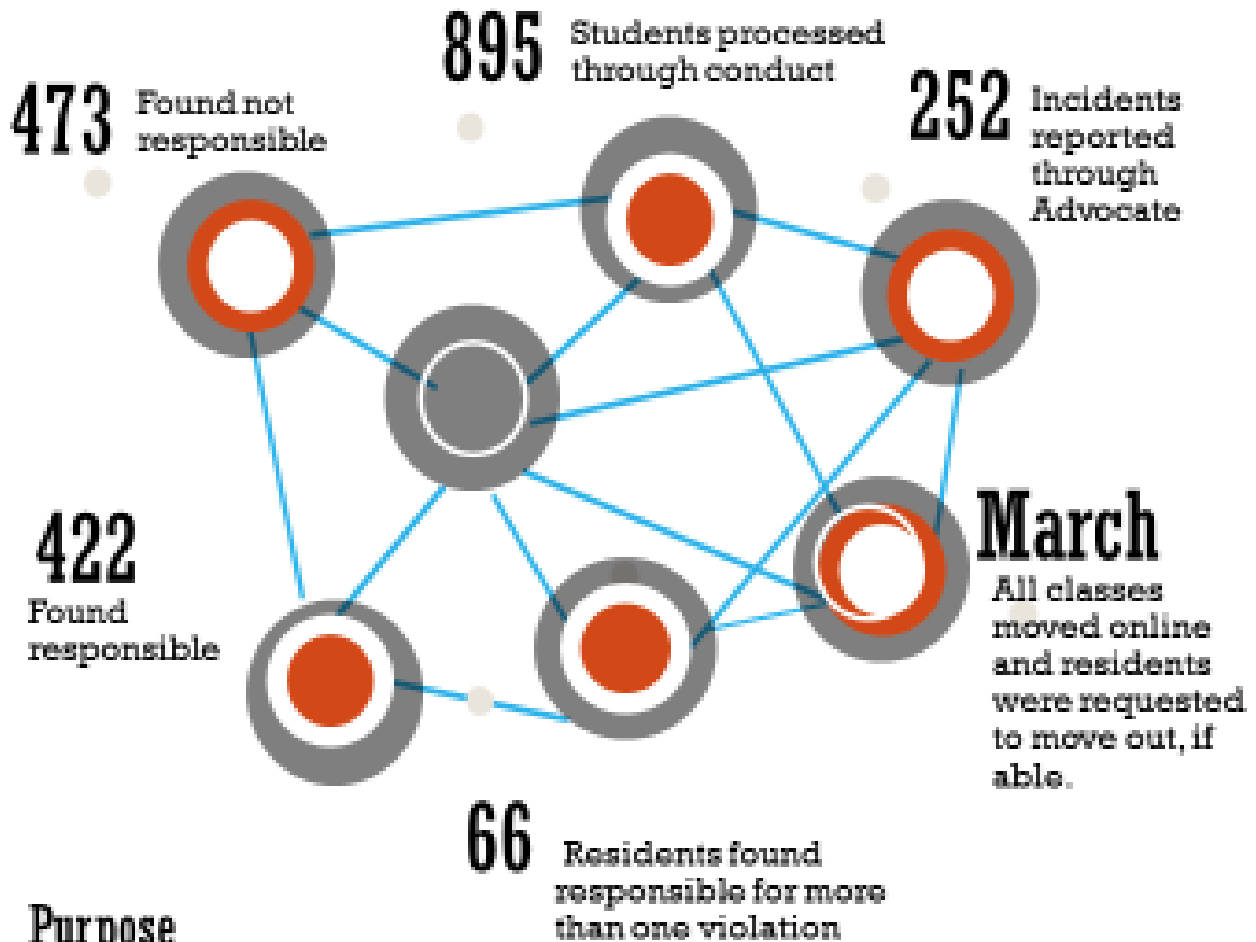 895 Students processed
through conduct
473 Found not
responsible
252 Incidents
reported
through
Advocate
422
Found
responsible
March
All classes
moved online
and residents
were requested
to move out, if
able.
66 Residents found
responsible for more
than one violation
Purpose